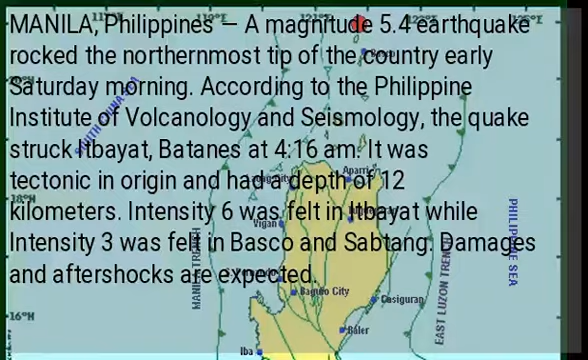 MANILA, Philippines — A magnitude 5.4 earthquake
rocked the northernmost tip of the country early
Saturday morning. According to the Philippine
Institute of Volcanology and Seismology, the quake
struck Itbayat, Batanes at 4:16 am. It was
tectonic in origin and had a depth of 12
kilometers. Intensity 6 was felt in Itbayat while
Intensity 3 was felt in Basco and Sabtang. Damages
and aftershocks are expected.
SOUTH CHINA SEA
Aparri
18°H
Vigan
MANILA TRENCH
PHILIPPINE SEA
EAST LUZON TRENCH
Baguio City
Casiguran
16°H
Baler
Iba